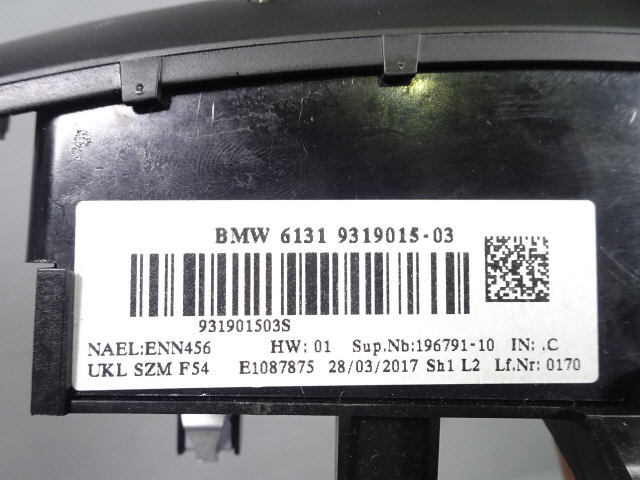 BMW 6131 9319015-03
931901503S
NAEL:ENN456 HW: 01 Sup.Nb:196791-10 IN: .C
UKL SZM F54 E1087875 28/03/2017 Sh1 L2 Lf.Nr: 0170